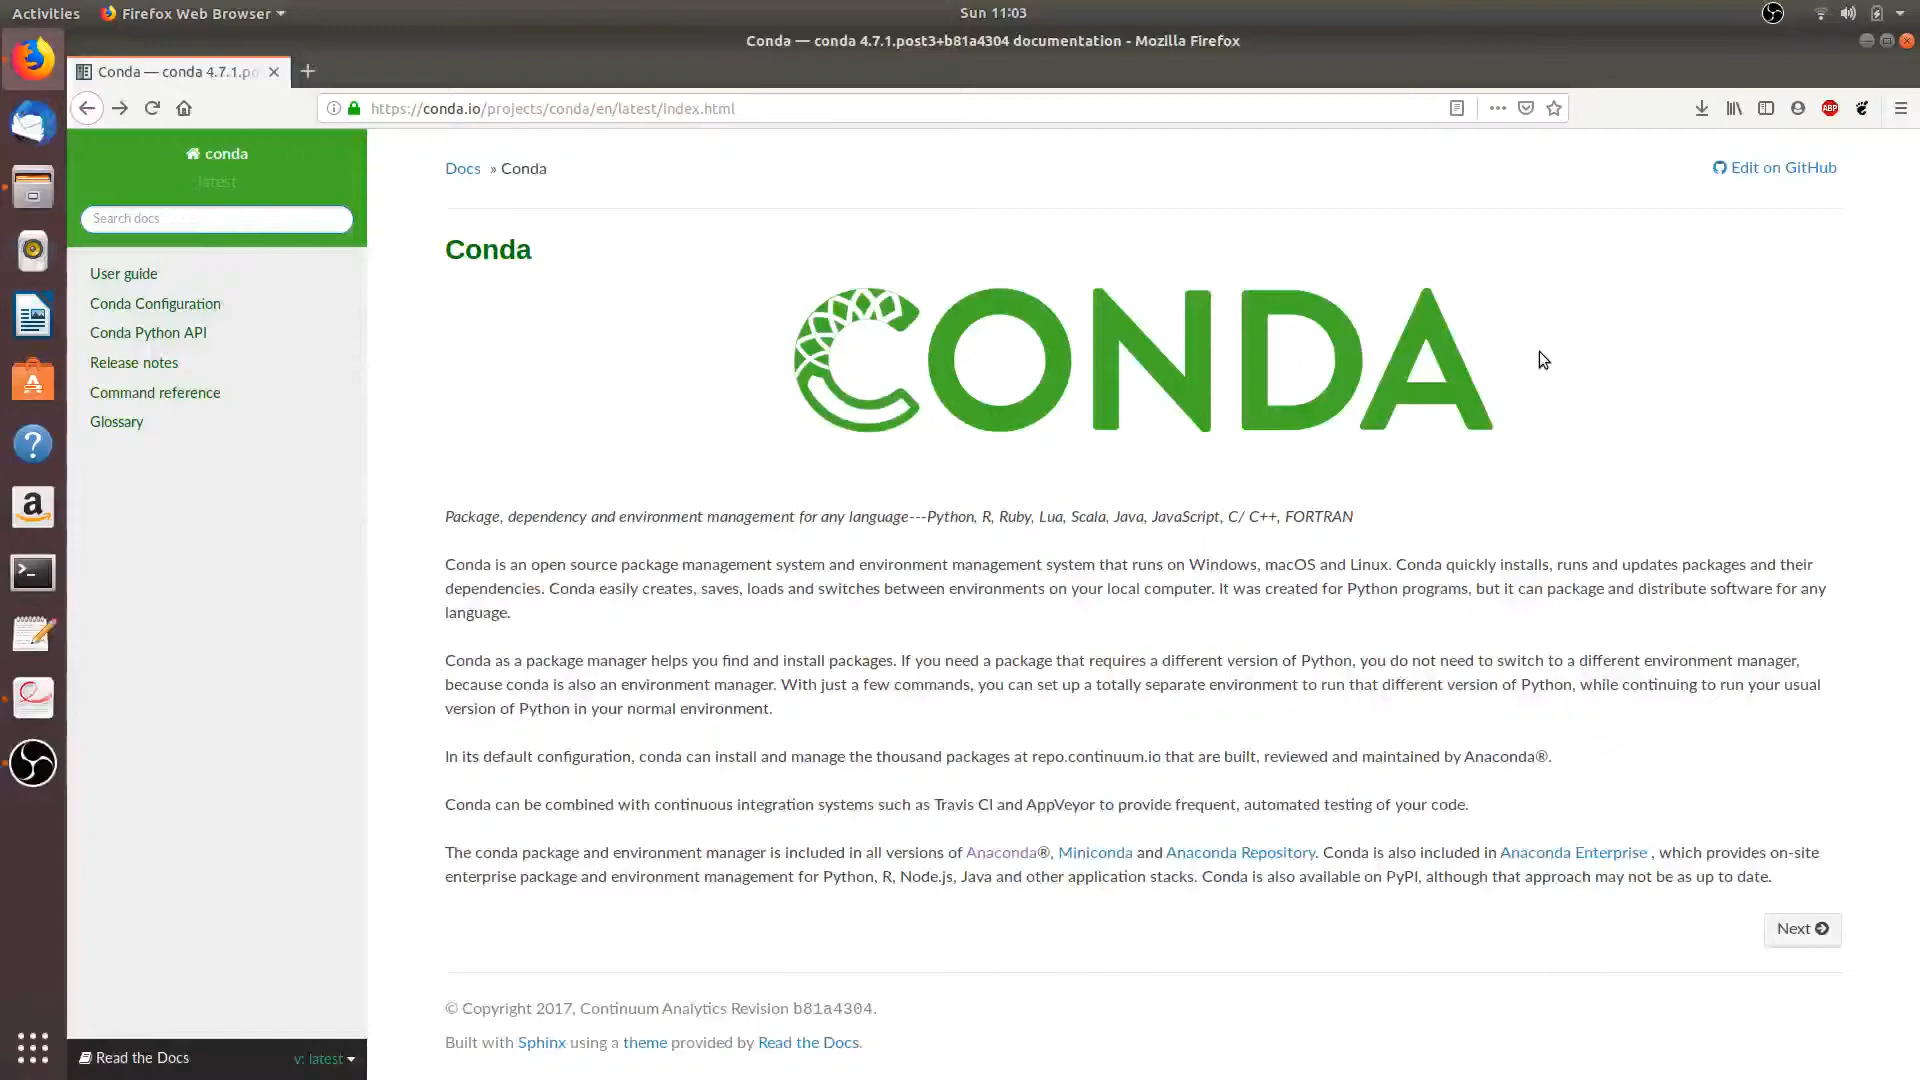 Activities
Firefox Web Browser
Sun 11:03
Conda — conda 4.7.1.post3+b81a4304 documentation - Mozilla Firefox
Conda — conda 4.7.1.po
https://conda.io/projects/conda/en/latest/index.html
ABP
conda
latest
Search docs
User guide
Conda Configuration
Conda Python API
Release notes
Command reference
Glossary
Docs » Conda
Edit on GitHub
Conda
CONDA
Package, dependency and environment management for any language---Python, R, Ruby, Lua, Scala, Java, JavaScript, C/ C++, FORTRAN
Conda is an open source package management system and environment management system that runs on Windows, macOS and Linux. Conda quickly installs, runs and updates packages and their
dependencies. Conda easily creates, saves, loads and switches between environments on your local computer. It was created for Python programs, but it can package and distribute software for any
language.
Conda as a package manager helps you find and install packages. If you need a package that requires a different version of Python, you do not need to switch to a different environment manager,
because conda is also an environment manager. With just a few commands, you can set up a totally separate environment to run that different version of Python, while continuing to run your usual
version of Python in your normal environment.
In its default configuration, conda can install and manage the thousand packages at repo.continuum.io that are built, reviewed and maintained by Anaconda®.
Conda can be combined with continuous integration systems such as Travis CI and AppVeyor to provide frequent, automated testing of your code.
The conda package and environment manager is included in all versions of Anaconda®, Miniconda and Anaconda Repository. Conda is also included in Anaconda Enterprise , which provides on-site
enterprise package and environment management for Python, R, Node.js, Java and other application stacks. Conda is also available on PyPI, although that approach may not be as up to date.
Next
© Copyright 2017, Continuum Analytics Revision b81a4304.
Built with Sphinx using a theme provided by Read the Docs.
Read the Docs
v: latest